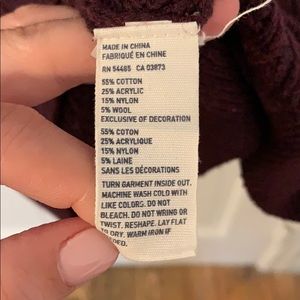 MADE IN CHINA
FABRIQUÉ EN CHINE
RN 54485 CA 03873
55% COTTON
25% ACRYLIC
15% NYLON
5% WOOL
EXCLUSIVE OF DECORATION
55% COTON
25% ACRYLIQUE
15% NYLON
5% LAINE
SANS LES DÉCORATIONS
TURN GARMENT INSIDE OUT.
MACHINE WASH COLD WITH
LIKE COLORS. DO NOT
BLEACH. DO NOT WRING OR
TWIST. RESHAPE. LAY FLAT
TO DRY. WARM IRON IF